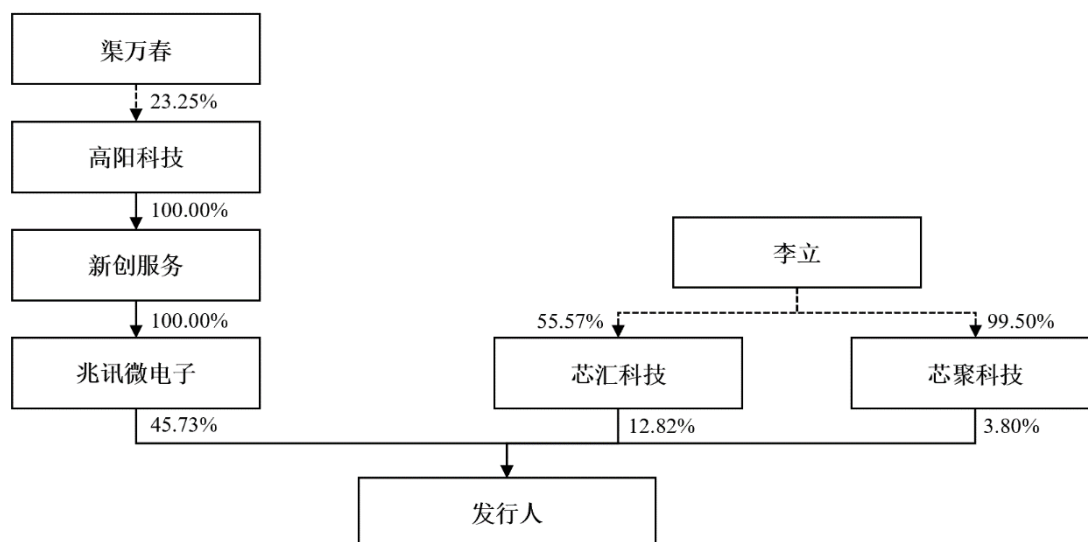 渠万春
23.25%
高阳科技
100.00%
新创服务
李立
100.00%
55.57%
99.50%
兆讯微电子
芯汇科技
芯聚科技
45.73%
12.82%
3.80%
发行人